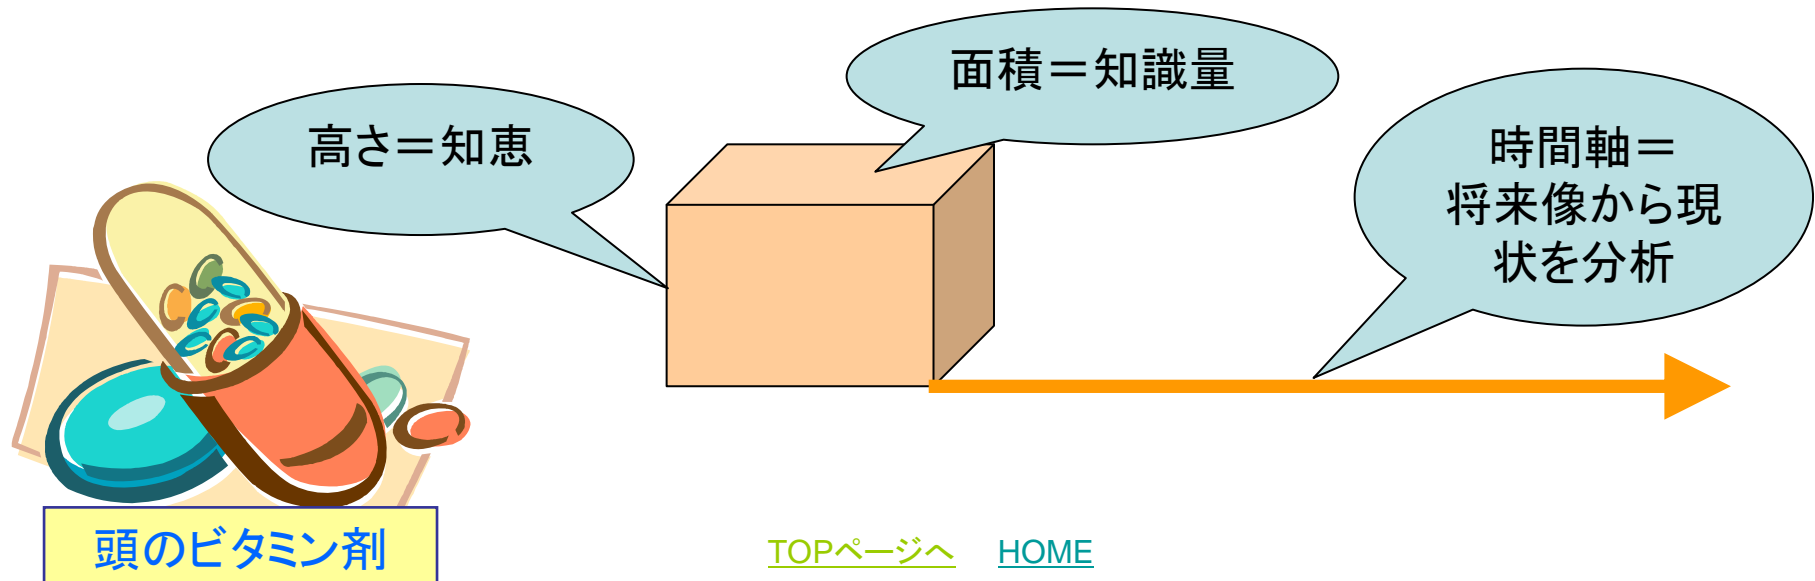 面積＝知識量
高さ＝知恵
時間軸＝
将来像から現
状を分析
頭のビタミン剤
TOPページへ HOME